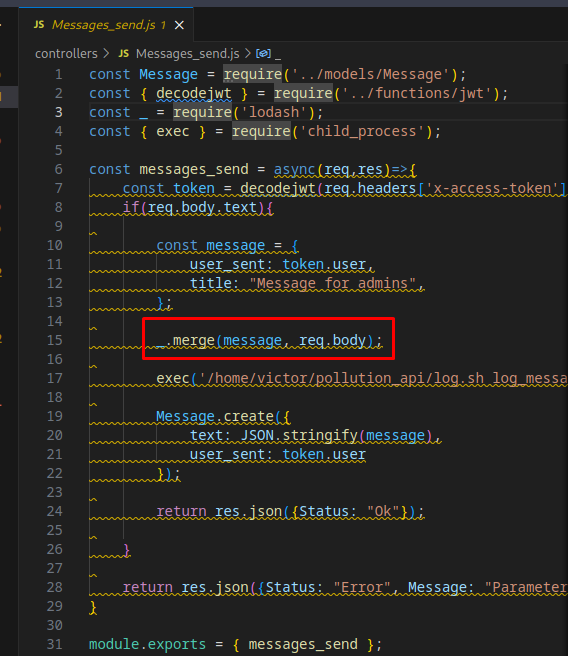 JS Messages_send.js 1 ×
controllers > JS Messages_send.js > _
1 const Message = require('../models/Message');
2 const { decodejwt } = require('../functions/jwt');
3 const _ = require('lodash');
4 const { exec } = require('child_process');
5
6 const messages_send = async(req,res)=>{
7 const token = decodejwt(req.headers['x-access-token']
8 if(req.body.text){
9
10 const message = {
11 user_sent: token.user,
12 title: "Message for admins",
13 };
14
15 _.merge(message, req.body);
16
17 exec('/home/victor/pollution_api/log.sh log_messa
18
19 Message.create({
20 text: JSON.stringify(message),
21 user_sent: token.user
22 });
23
24 return res.json({Status: "Ok"});
25
26 }
27
28 return res.json({Status: "Error", Message: "Parameter
29 }
30
31 module.exports = { messages_send };